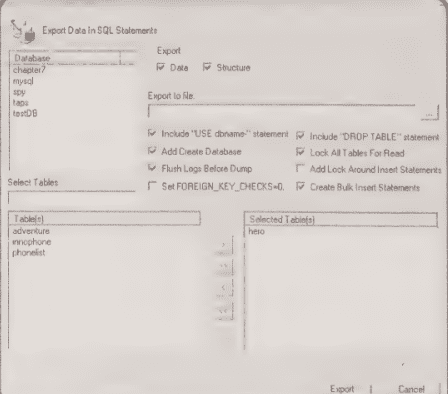 Export Data In SQL Statements
Database
chapter7
mysql
spy
taps
testDB
Export
Data
Structure
Export to file:
...
Include "USE dbname-" statement
Include "DROP TABLE" statement
Add Create Database
Lock All Tables For Read
Flush Logs Before Dump
Add Lock Around Insert Statements
Set FOREIGN_KEY_CHECKS=0.
Create Bulk Insert Statements
Select Tables
Table(s)
adventure
innophone
phonelist
Selected Table(s)
hero
Export
Cancel